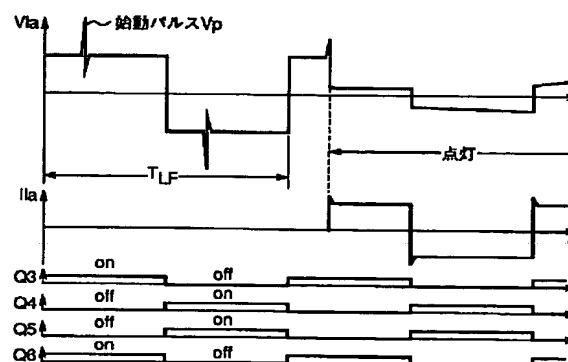 Vla
始動パルスVp
点灯
TLF
Ila
on
off
Q3
off
on
Q4
off
on
Q5
on
off
Q6